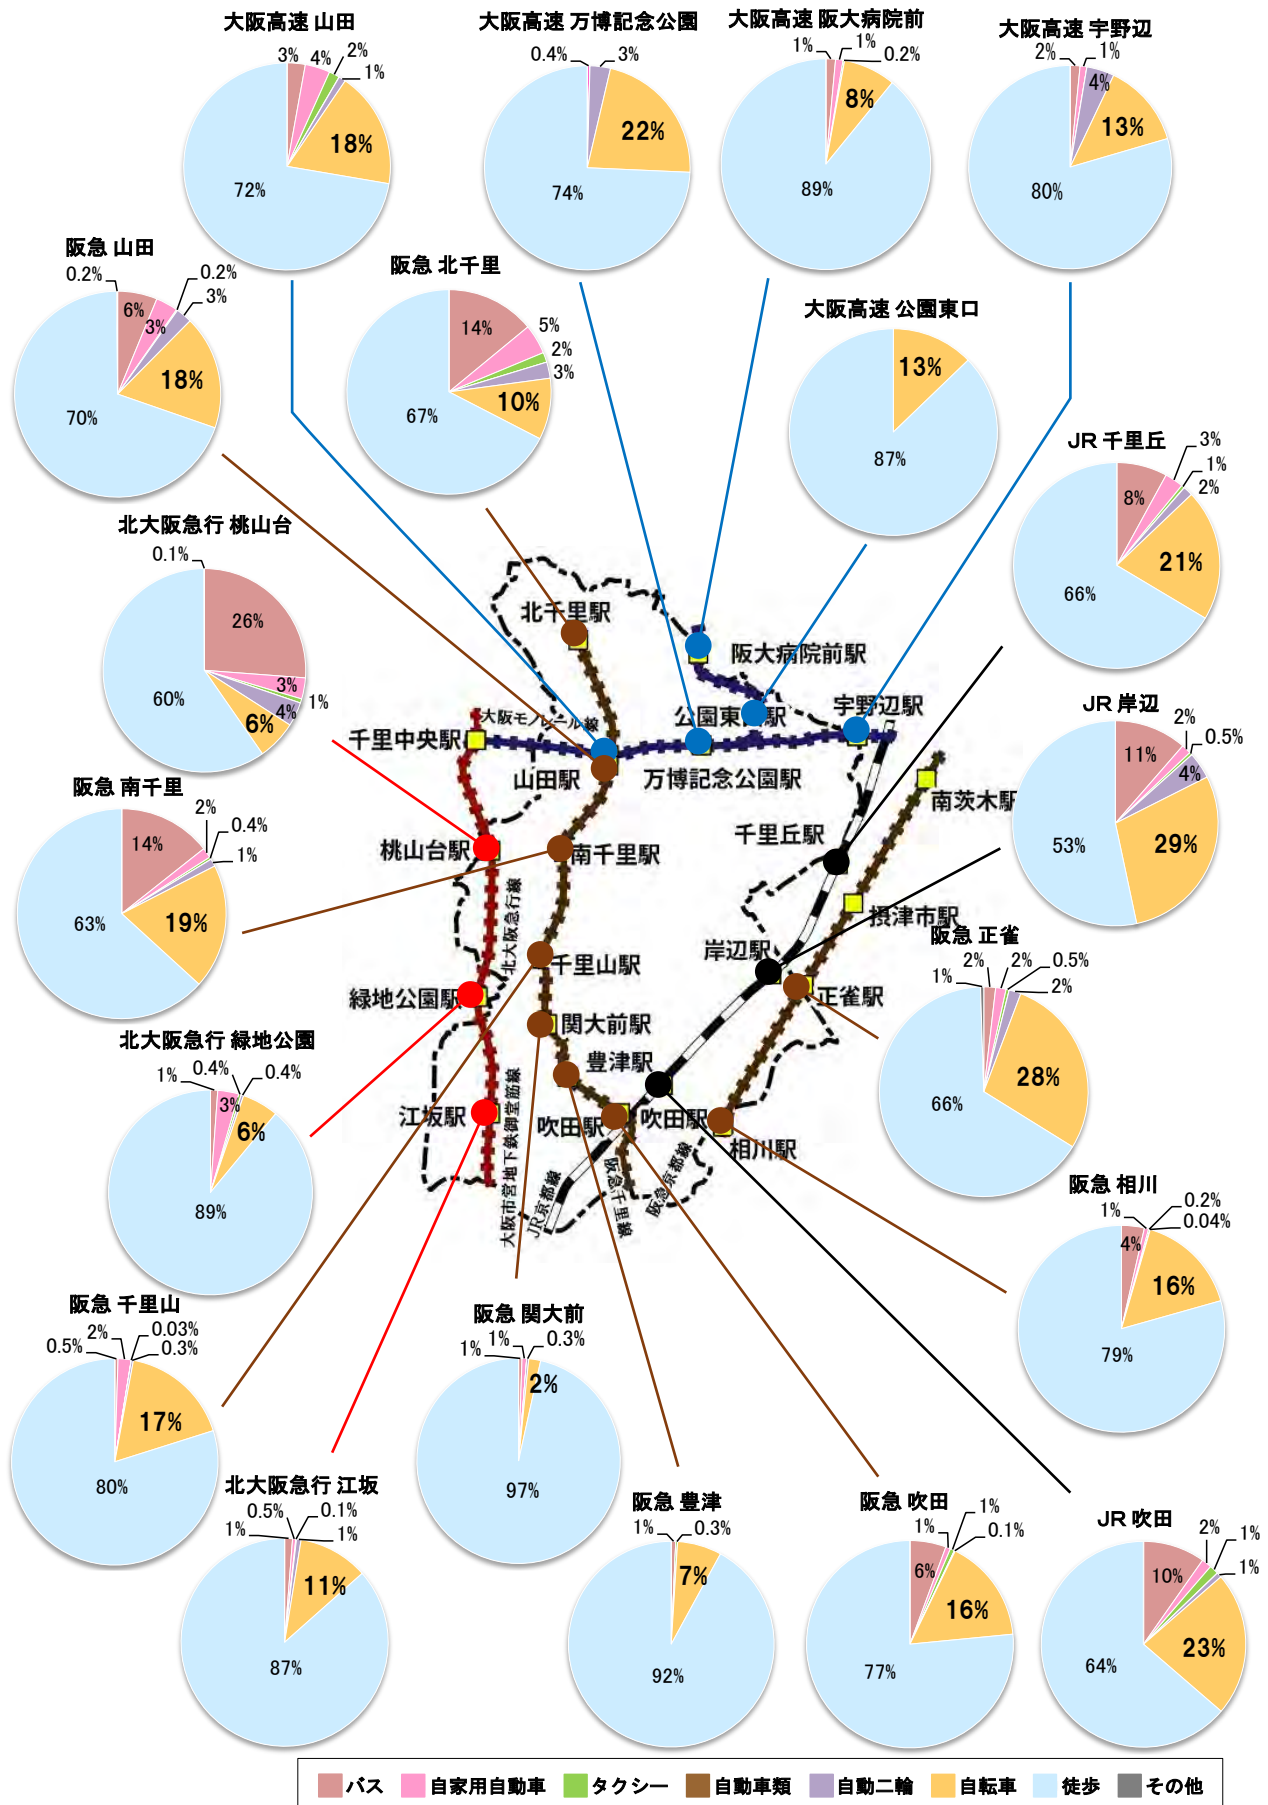 大阪高速 山田
3%
4%
2%
1%
18%
72%
大阪高速 万博記念公園
0.4%
3%
22%
74%
大阪高速 阪大病院前
1%
1%
0.2%
8%
89%
大阪高速 宇野辺
2%
1%
4%
13%
80%
阪急 山田
0.2%
6%
3%
0.2%
3%
18%
70%
阪急 北千里
14%
5%
2%
3%
10%
67%
大阪高速 公園東口
13%
87%
JR 千里丘
8%
3%
1%
2%
21%
66%
北大阪急行 桃山台
0.1%
26%
3%
1%
4%
6%
60%
JR 岸辺
11%
2%
0.5%
4%
29%
53%
阪急 南千里
14%
2%
0.4%
1%
19%
63%
阪急 正雀
1%
2%
2%
0.5%
2%
28%
66%
北大阪急行 緑地公園
1%
0.4%
3%
0.4%
6%
89%
阪急 相川
1%
4%
0.2%
0.04%
16%
79%
阪急 千里山
0.5%
2%
0.03%
0.3%
17%
80%
阪急 関大前
1%
1%
0.3%
2%
97%
北大阪急行 江坂
1%
0.5%
0.1%
1%
11%
87%
阪急 豊津
1%
0.3%
7%
92%
阪急 吹田
6%
1%
1%
0.1%
16%
77%
JR 吹田
10%
2%
1%
1%
23%
64%
北千里駅
阪大病院前駅
大阪モノレール線
公園東口駅
宇野辺駅
千里中央駅
山田駅
万博記念公園駅
南茨木駅
千里丘駅
桃山台駅
南千里駅
摂津市駅
北大阪急行線
千里山駅
岸辺駅
緑地公園駅
正雀駅
関大前駅
豊津駅
江坂駅
吹田駅
吹田駅
相川駅
大阪市営地下鉄御堂筋線
JR京都線
阪急千里線
阪急京都線
バス 自家用自動車 タクシー 自動車類 自動二輪 自転車 徒歩 その他